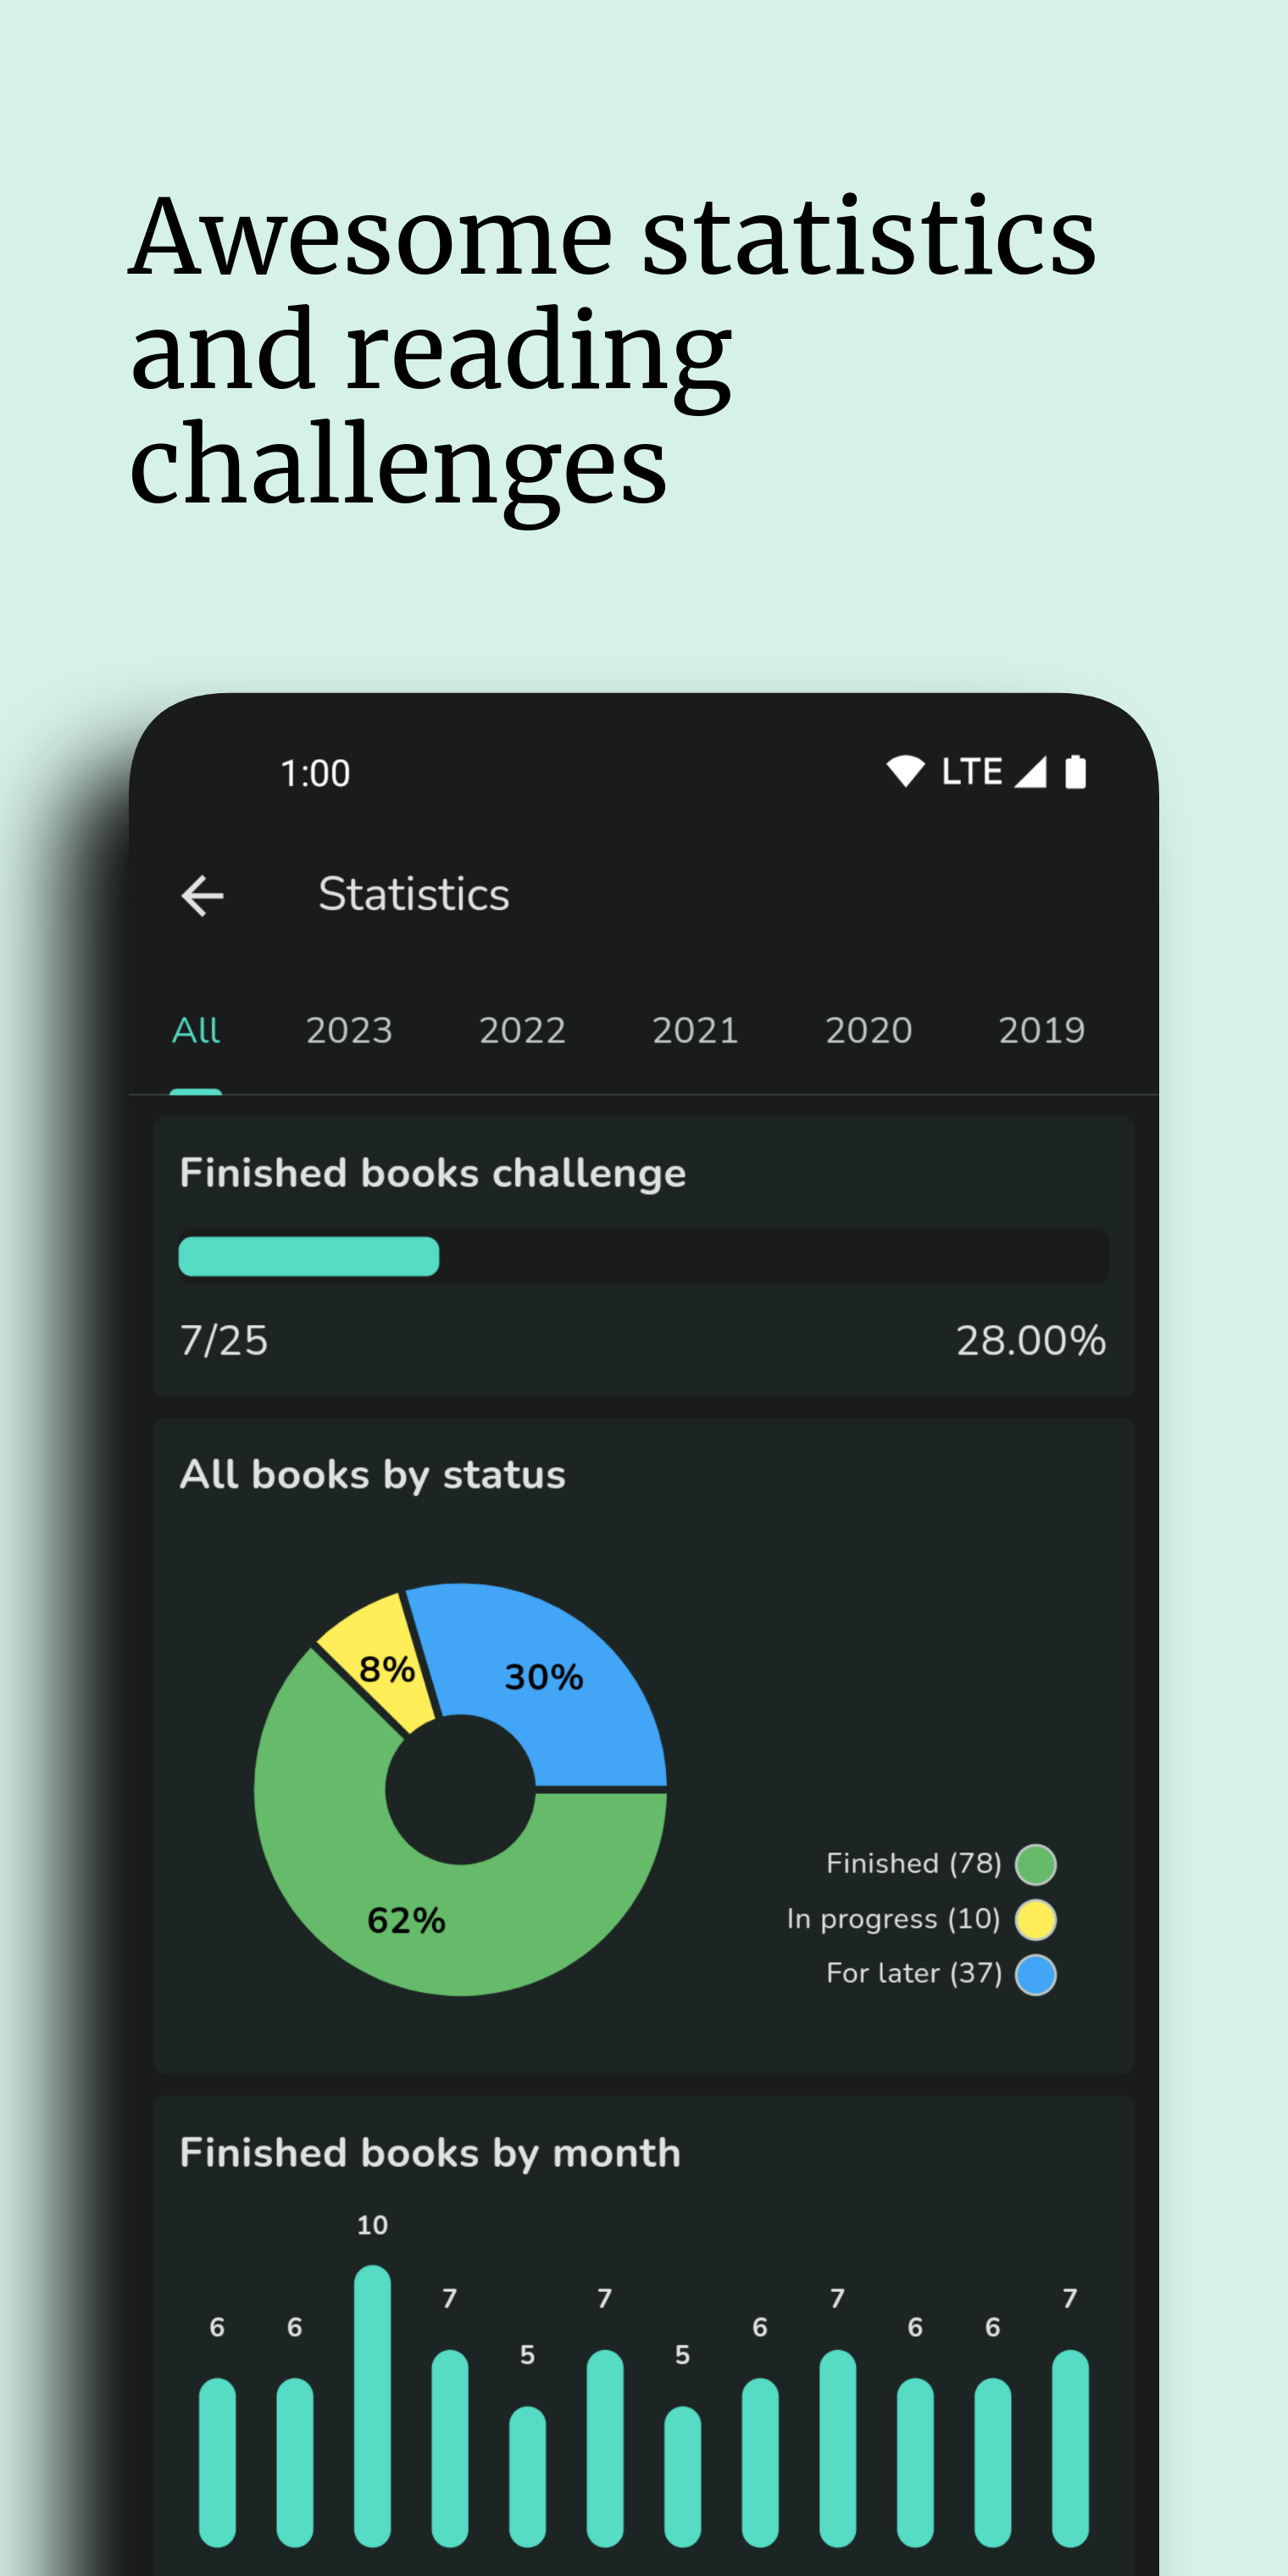 Awesome statistics
and reading
challenges
1:00 LTE
Statistics
All 2023 2022 2021 2020 2019
Finished books challenge
7/25 28.00%
All books by status
8% 30%
62%
Finished (78)
In progress (10)
For later (37)
Finished books by month
6 6 10 7 5 7 5 6 7 6 6 7